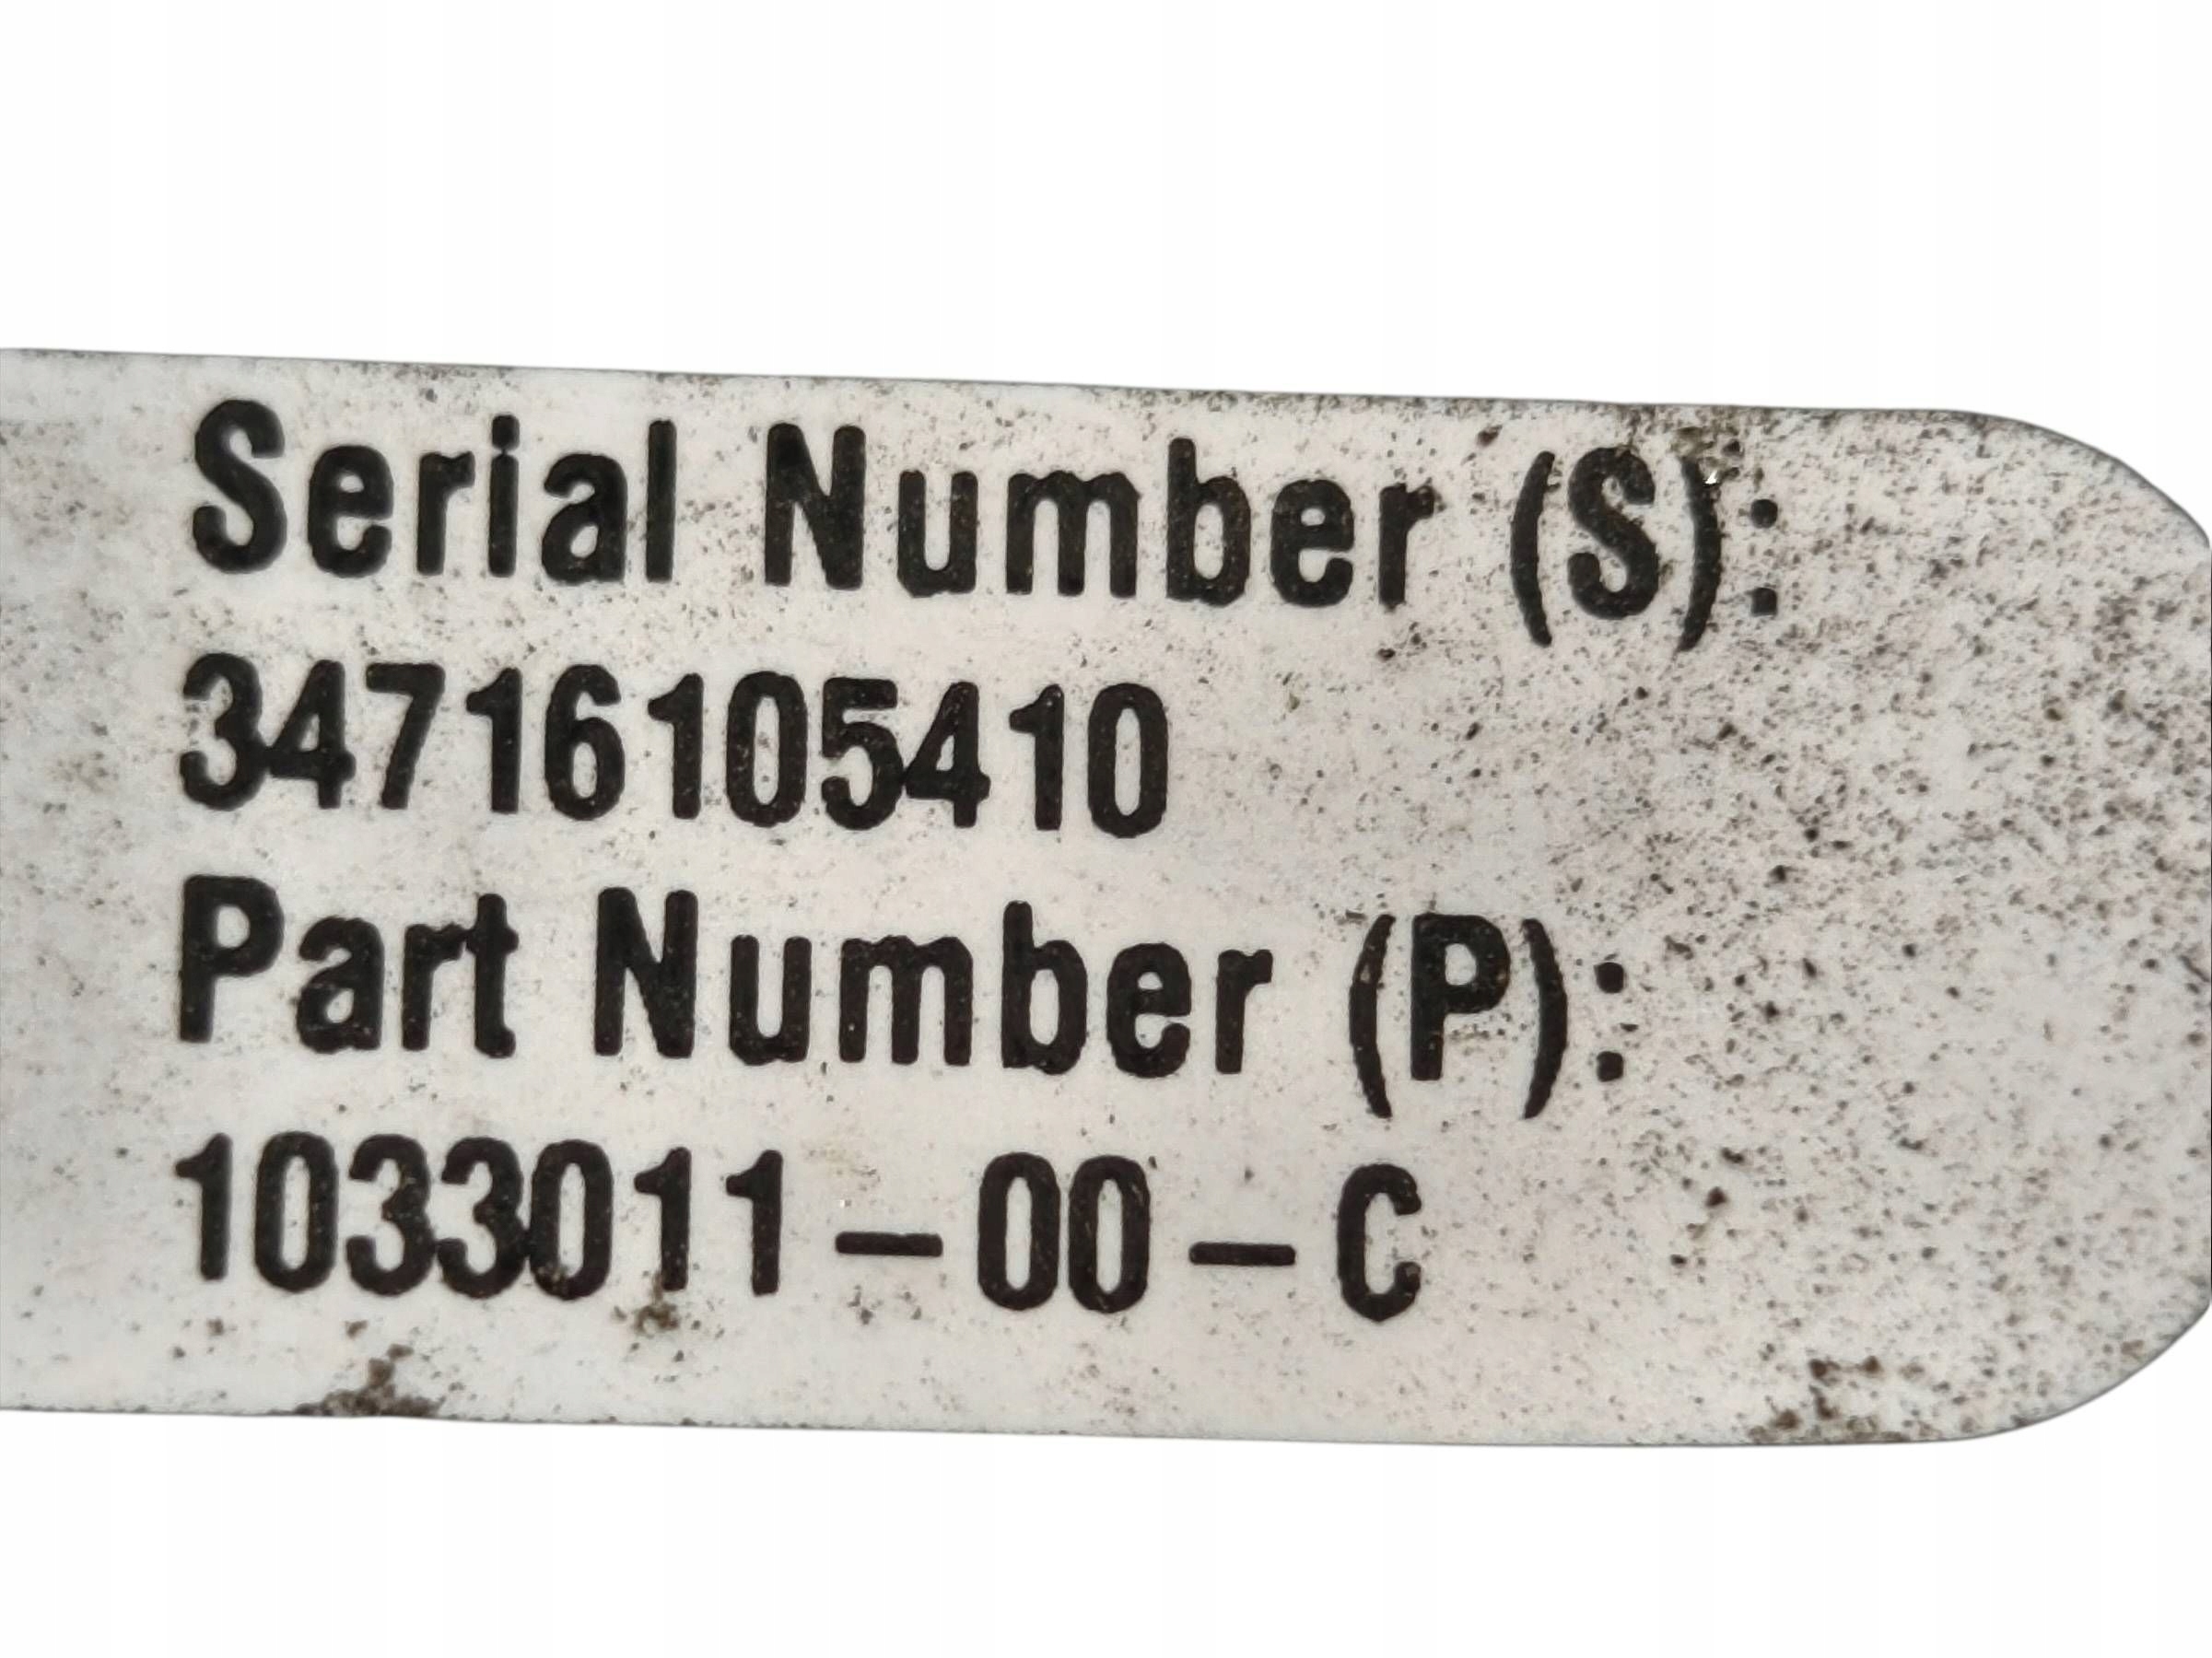 Serial Number (S):
34716105410
Part Number (P):
1033011-00-C